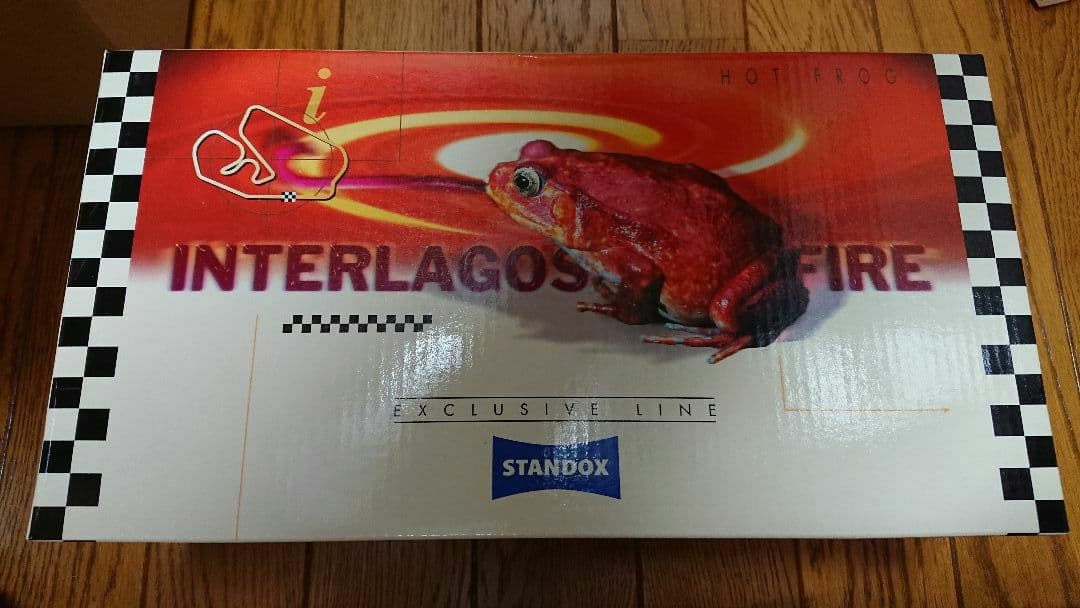 HOT FROG
i
INTERLAGOS FIRE
EXCLUSIVE LINE
STANDOX